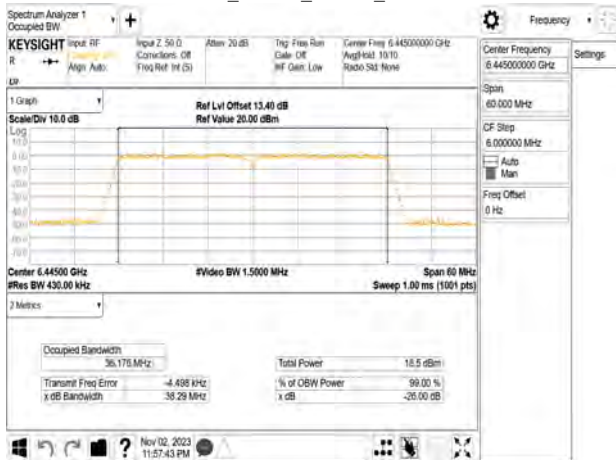 Spectrum Analyzer 1
Occupied BW
Frequency
KEYSIGHT
Input: RF
Input Z: 50 Ω
Atten: 20 dB
Trig: Free Run
Center Freq: 6.445000000 GHz
R
Corrections: Off
Gate: Off
Avg|Hold: 10/10
Align: Auto
Freq Ref: Int (S)
#IF Gain: Low
Radio Std: None
Center Frequency
6.445000000 GHz
Settings
Span
60.000 MHz
CF Step
6.000000 MHz
Auto
Man
Freq Offset
0 Hz
1 Graph
Ref Lvl Offset 13.40 dB
Scale/Div 10.0 dB
Ref Value 20.00 dBm
Log
Center 6.44500 GHz
#Video BW 1.5000 MHz
Span 60 MHz
#Res BW 430.00 kHz
Sweep 1.00 ms (1001 pts)
2 Metrics
Occupied Bandwidth
36.176 MHz
Total Power
18.5 dBm
Transmit Freq Error
-4.498 kHz
% of OBW Power
99.00 %
x dB Bandwidth
38.29 MHz
x dB
-26.00 dB
?
Nov 02, 2023
11:57:43 PM